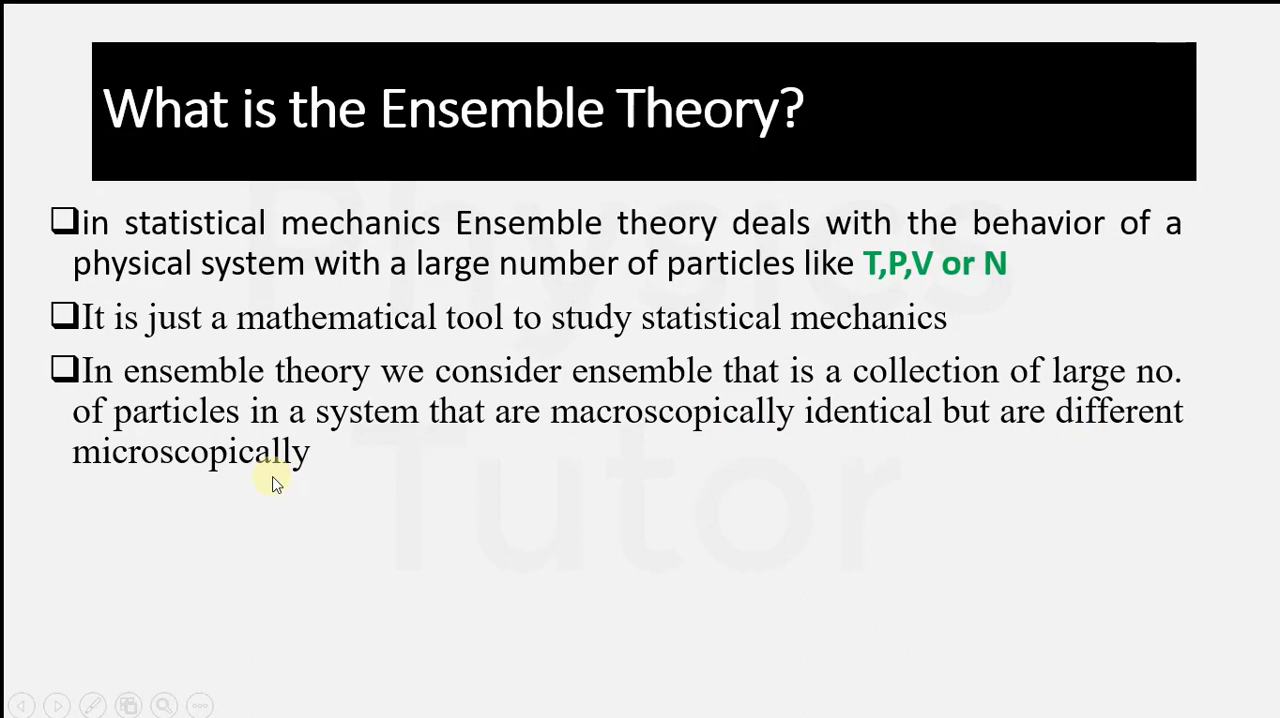 What is the Ensemble Theory?
in statistical mechanics Ensemble theory deals with the behavior of a
physical system with a large number of particles like T,P,V or N
It is just a mathematical tool to study statistical mechanics
In ensemble theory we consider ensemble that is a collection of large no.
of particles in a system that are macroscopically identical but are different
microscopically
Physics
Tutor